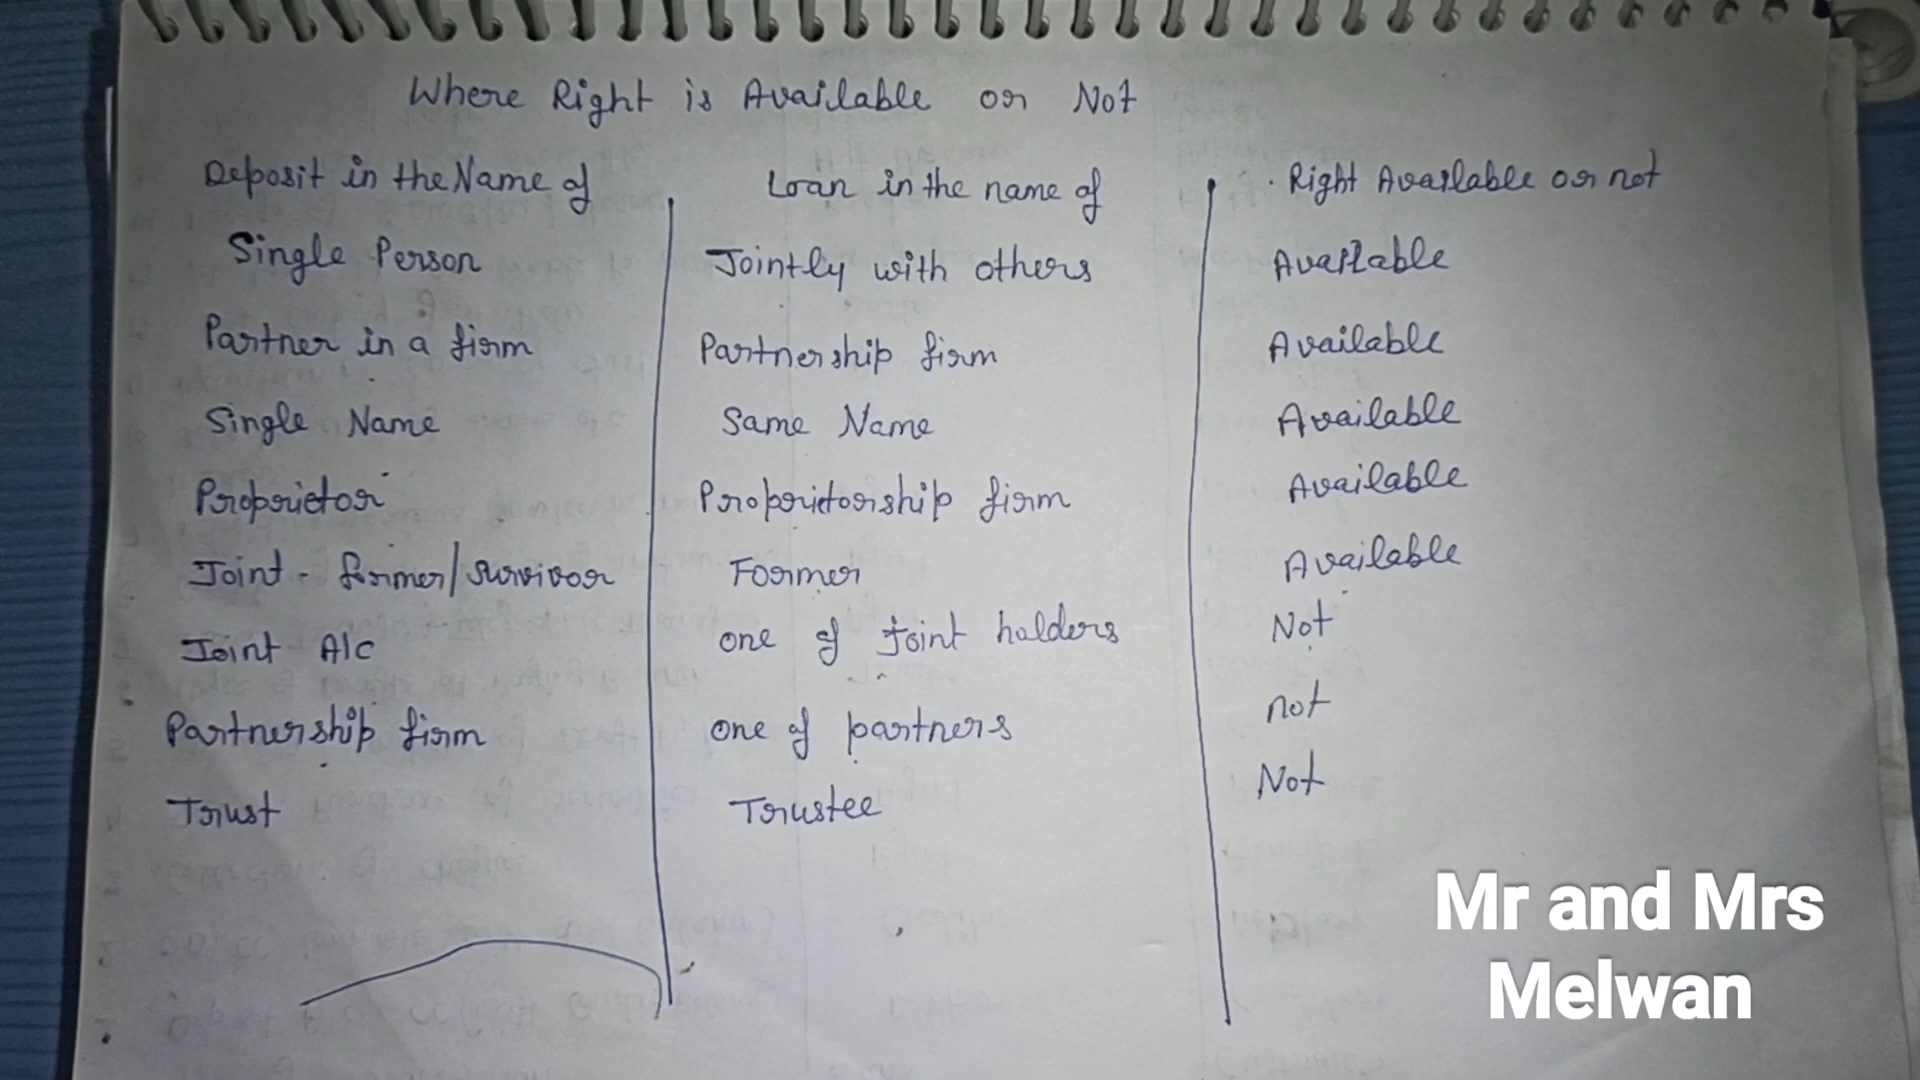 Where Right is Available or Not
Deposit in the Name of Loan in the name of Right Available or not
Single Person Jointly with others Available
Partner in a firm Partnership firm Available
Single Name Same Name Available
Proprietor Proprietorship firm Available
Joint - former/survivor Former Available
Joint A/c one of joint holders Not
Partnership firm one of partners not
Trust Trustee Not
Mr and Mrs
Melwan